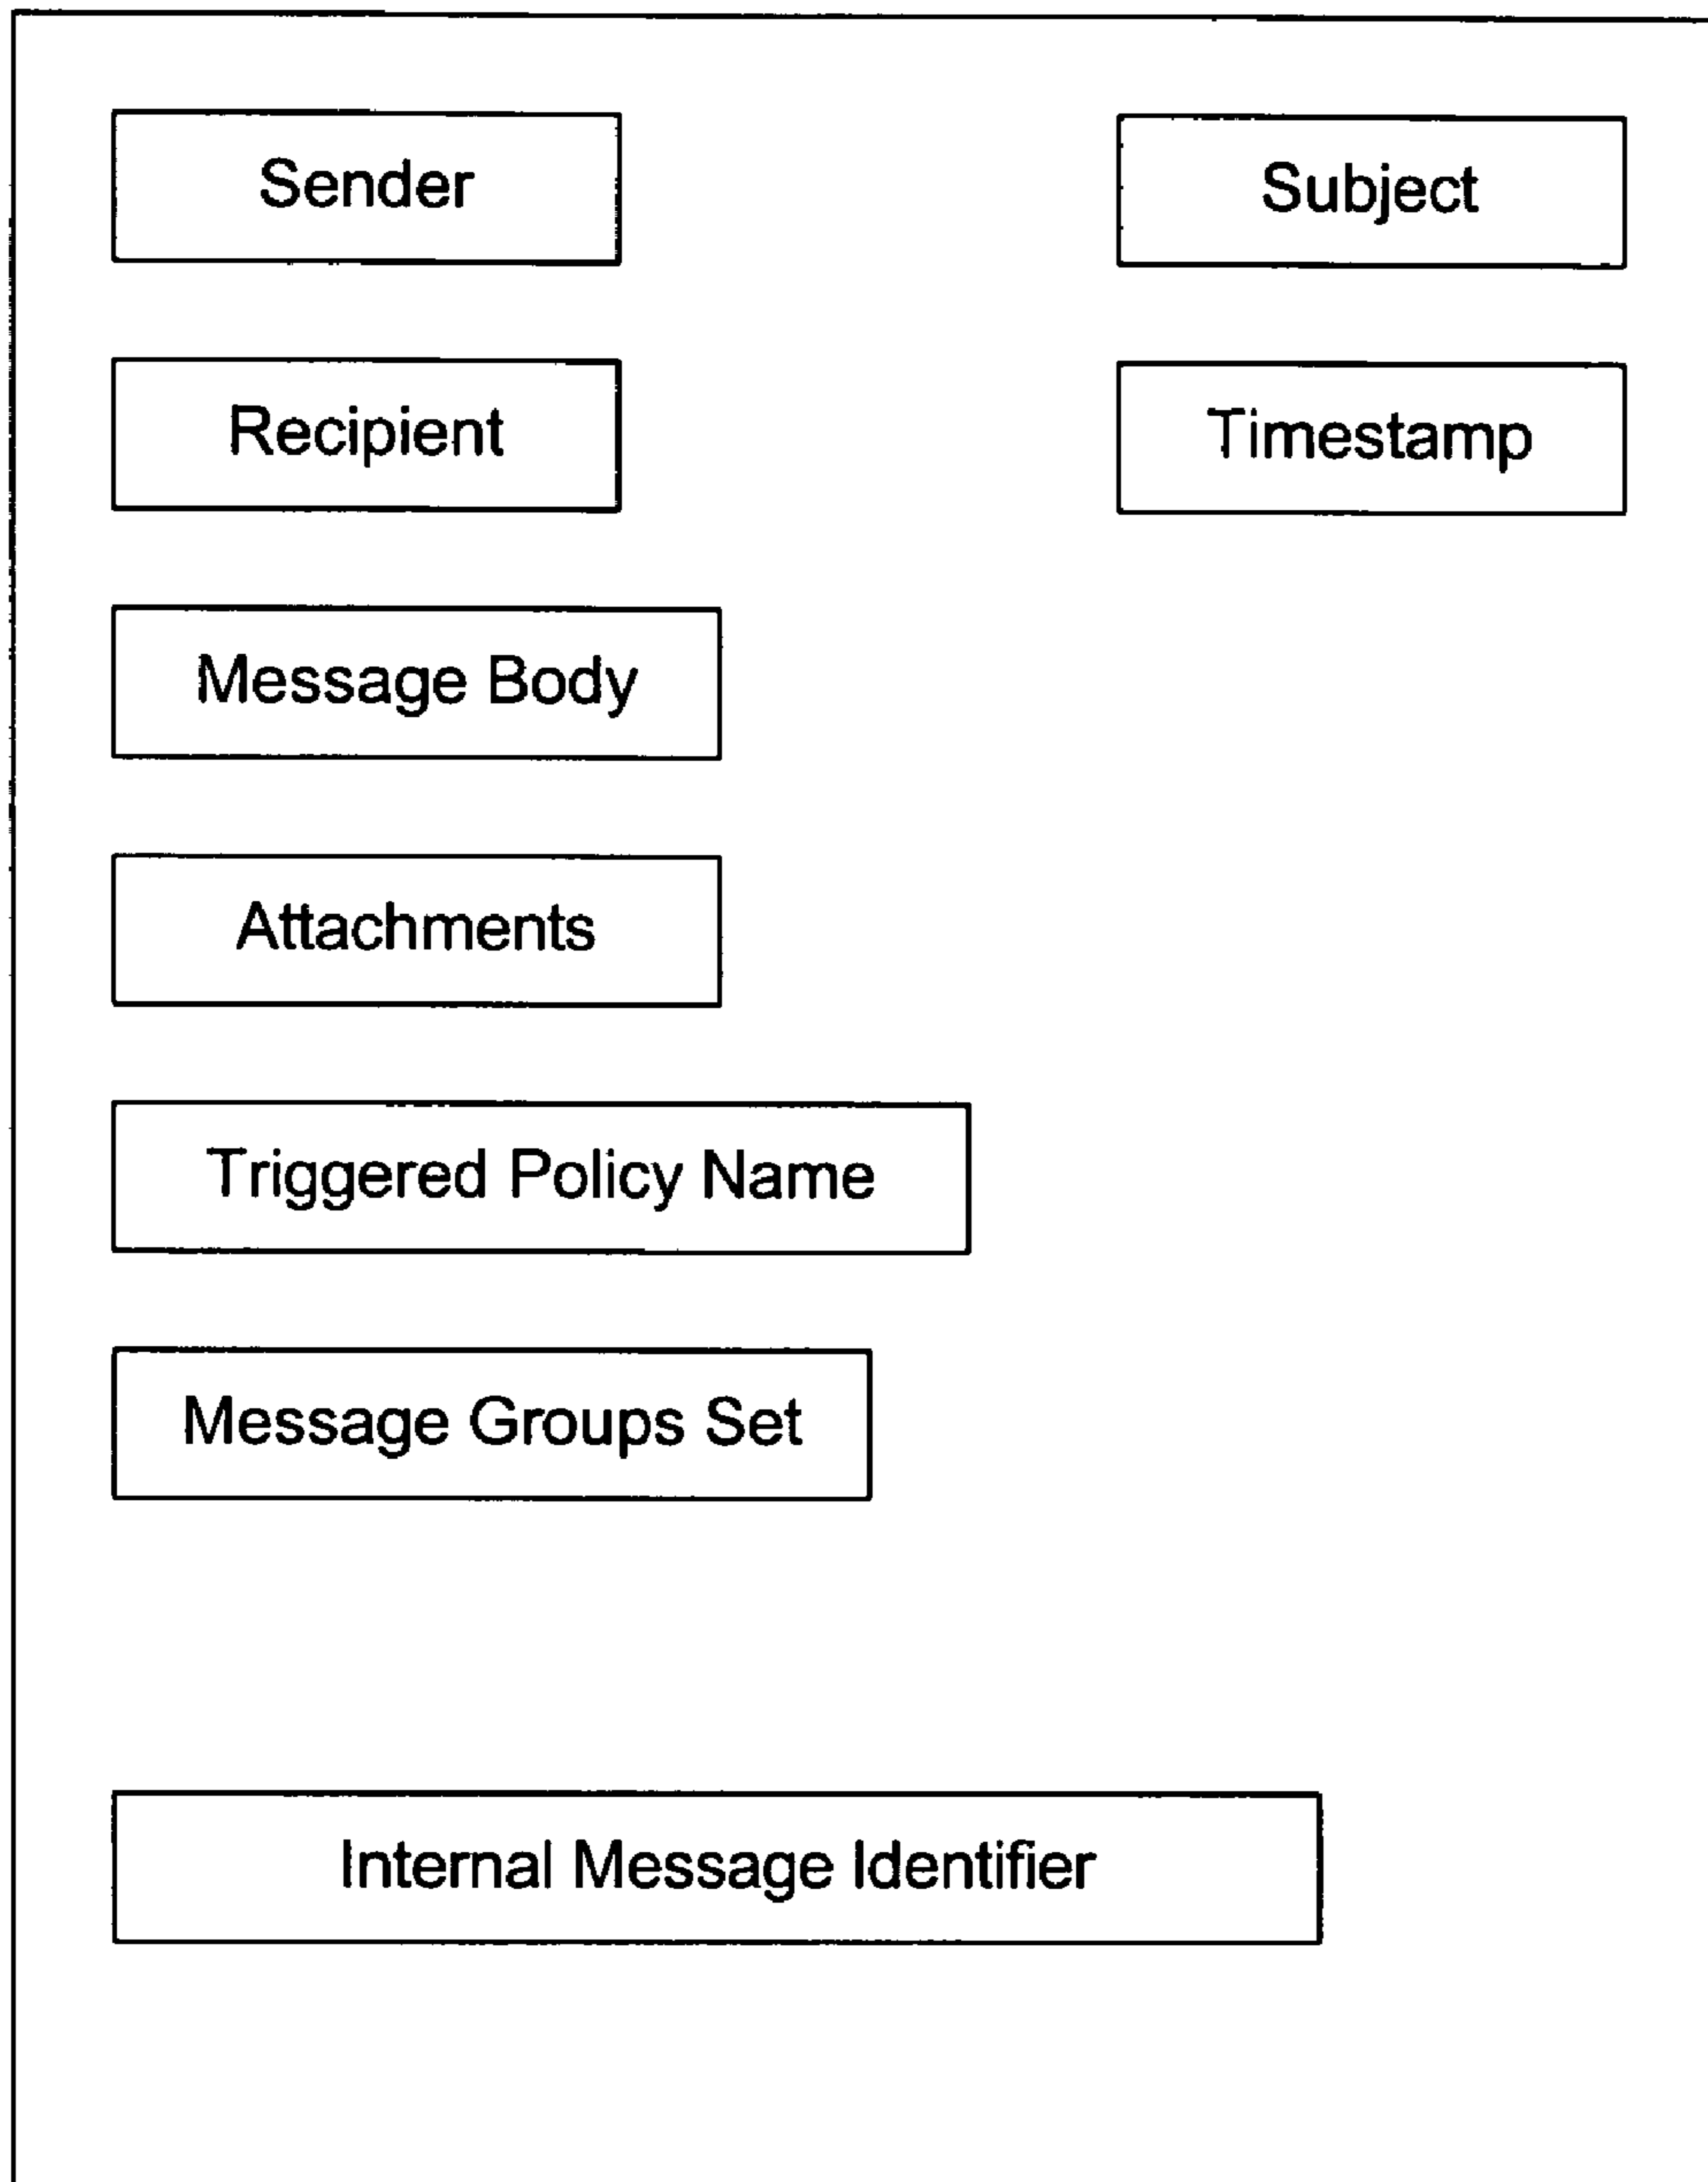 Sender
Subject
Recipient
Timestamp
Message Body
Attachments
Triggered Policy Name
Message Groups Set
Internal Message Identifier